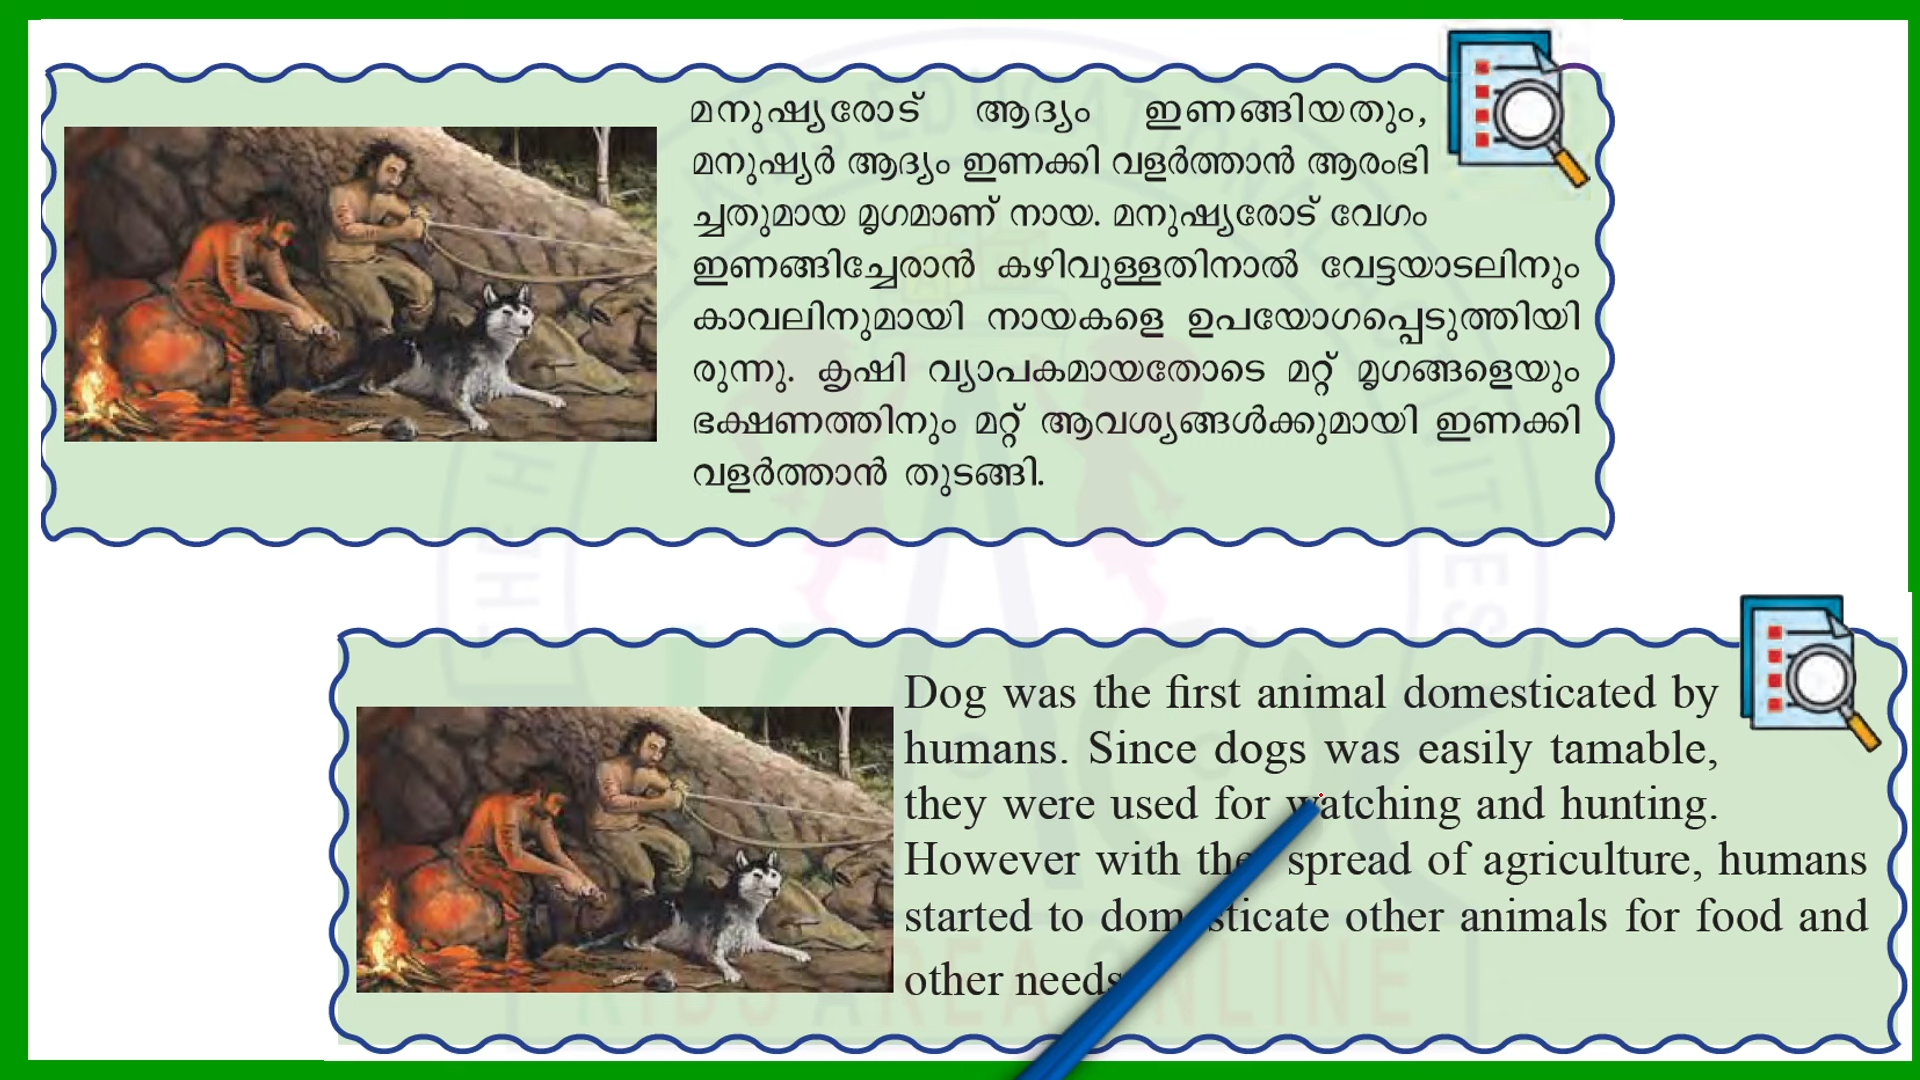 മനുഷ്യരോട് ആദ്യം ഇണങ്ങിയതും,
മനുഷ്യർ ആദ്യം ഇണക്കി വളർത്താൻ ആരംഭി
ച്ചതുമായ മൃഗമാണ് നായ. മനുഷ്യരോട് വേഗം
ഇണങ്ങിച്ചേരാൻ കഴിവുള്ളതിനാൽ വേട്ടയാടലിനും
കാവലിനുമായി നായകളെ ഉപയോഗപ്പെടുത്തിയി
രുന്നു. കൃഷി വ്യാപകമായതോടെ മറ്റ് മൃഗങ്ങളെയും
ഭക്ഷണത്തിനും മറ്റ് ആവശ്യങ്ങൾക്കുമായി ഇണക്കി
വളർത്താൻ തുടങ്ങി.
Dog was the first animal domesticated by
humans. Since dogs was easily tamable,
they were used for watching and hunting.
However with the spread of agriculture, humans
started to domesticate other animals for food and
other needs
KIDS AREA ONLINE